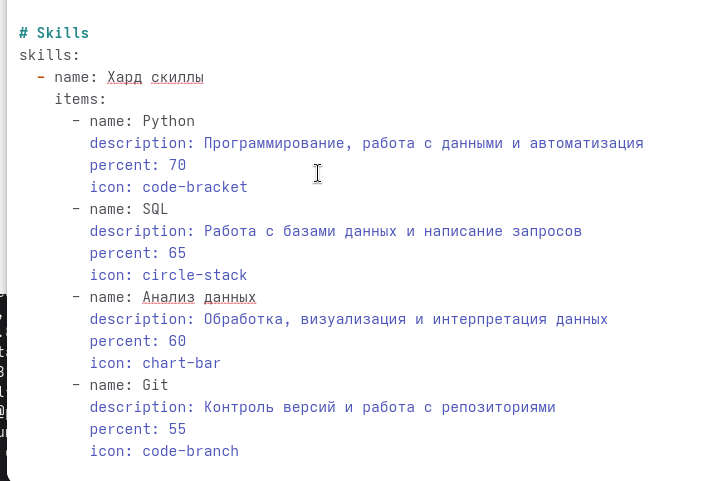 # Skills
skills:
- name: Хард скиллы
items:
- name: Python
description: Программирование, работа с данными и автоматизация
percent: 70
icon: code-bracket
- name: SQL
description: Работа с базами данных и написание запросов
percent: 65
icon: circle-stack
- name: Анализ данных
description: Обработка, визуализация и интерпретация данных
percent: 60
icon: chart-bar
- name: Git
description: Контроль версий и работа с репозиториями
percent: 55
icon: code-branch